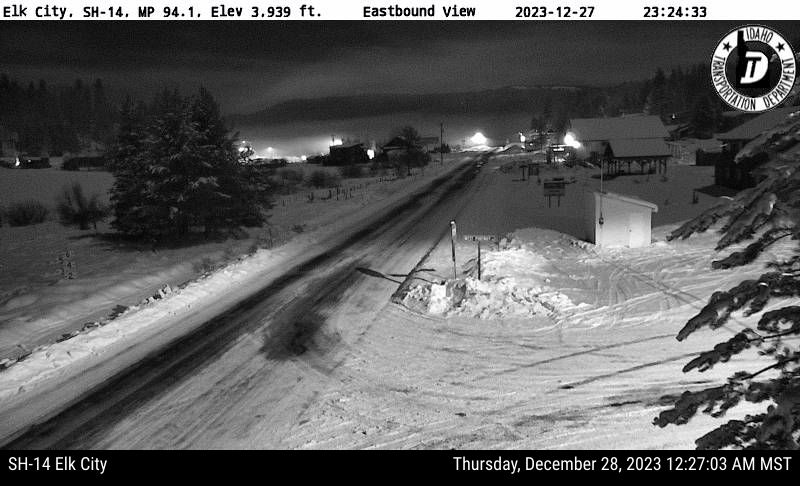 Elk City, SH-14, MP 94.1, Elev 3,939 ft. Eastbound View 2023-12-27 23:24:33
IDAHO
TRANSPORTATION DEPARTMENT
SH-14 Elk City Thursday, December 28, 2023 12:27:03 AM MST